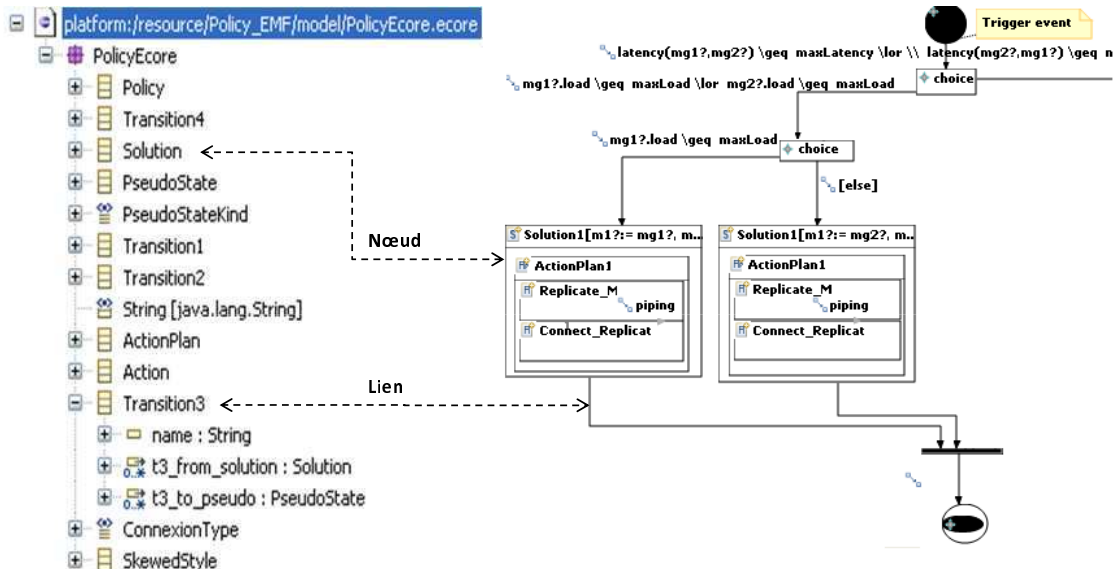 platform:/resource/Policy_EMF/model/PolicyEcore.ecore
PolicyEcore
Policy
Transition4
Solution
PseudoState
PseudoStateKind
Transition1
Transition2
String [java.lang.String]
ActionPlan
Action
Transition3
name : String
0..* t3_from_solution : Solution
0..* t3_to_pseudo : PseudoState
ConnexionType
SkewedStyle
Nœud
Lien
Trigger event
latency(mg1?,mg2?) \geq maxLatency \lor \\ latency(mg2?,mg1?) \geq n
choice
mg1?.load \geq maxLoad \lor mg2?.load \geq maxLoad
mg1?.load \geq maxLoad
choice
[else]
Solution1[m1?:= mg1?, m...
ActionPlan1
Replicate_M
piping
Connect_Replicat
Solution1[m1?:= mg2?, m...
ActionPlan1
Replicate_M
piping
Connect_Replicat